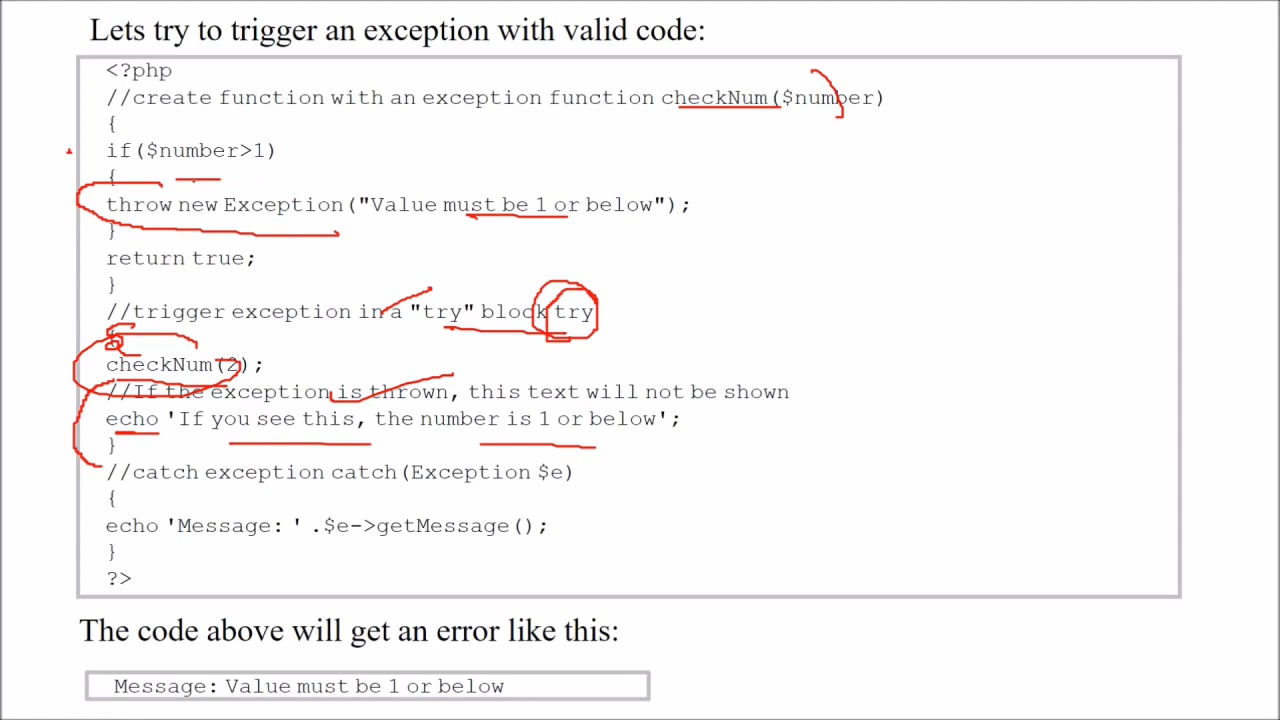 Lets try to trigger an exception with valid code:
<?php
//create function with an exception function checkNum($number)
{
if($number>1)
{
throw new Exception("Value must be 1 or below");
}
return true;
}
//trigger exception in a "try" block try
{
checkNum(2);
//If the exception is thrown, this text will not be shown
echo 'If you see this, the number is 1 or below';
}
//catch exception catch(Exception $e)
{
echo 'Message: ' .$e->getMessage();
}
?>
The code above will get an error like this:
Message: Value must be 1 or below